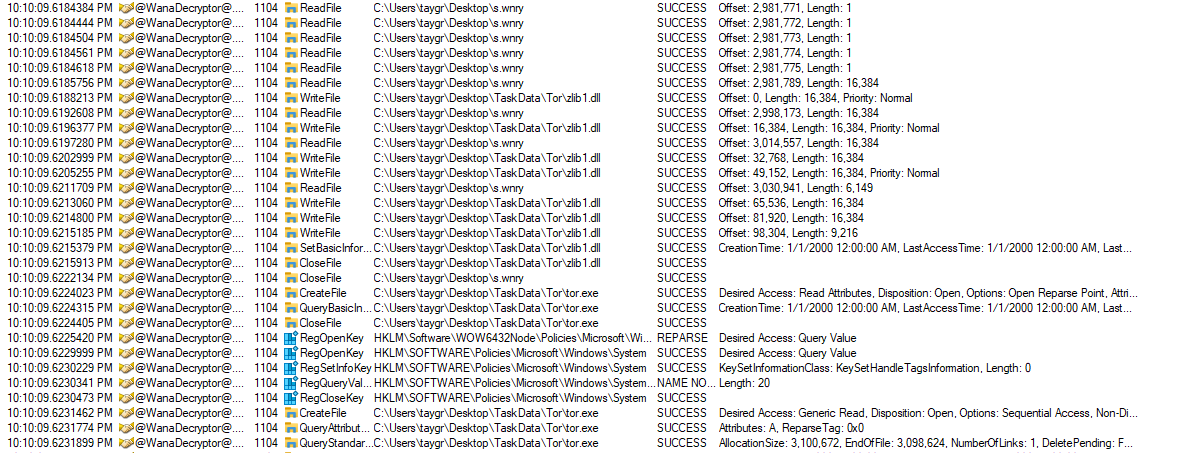 10:10:09.6184384 PM @WanaDecryptor@.... 1104 ReadFile C:\Users\taygr\Desktop\s.wnry SUCCESS Offset: 2,981,771, Length: 1
10:10:09.6184444 PM @WanaDecryptor@.... 1104 ReadFile C:\Users\taygr\Desktop\s.wnry SUCCESS Offset: 2,981,772, Length: 1
10:10:09.6184504 PM @WanaDecryptor@.... 1104 ReadFile C:\Users\taygr\Desktop\s.wnry SUCCESS Offset: 2,981,773, Length: 1
10:10:09.6184561 PM @WanaDecryptor@.... 1104 ReadFile C:\Users\taygr\Desktop\s.wnry SUCCESS Offset: 2,981,774, Length: 1
10:10:09.6184618 PM @WanaDecryptor@.... 1104 ReadFile C:\Users\taygr\Desktop\s.wnry SUCCESS Offset: 2,981,775, Length: 1
10:10:09.6185756 PM @WanaDecryptor@.... 1104 ReadFile C:\Users\taygr\Desktop\s.wnry SUCCESS Offset: 2,981,789, Length: 16,384
10:10:09.6188213 PM @WanaDecryptor@.... 1104 WriteFile C:\Users\taygr\Desktop\TaskData\Tor\zlib1.dll SUCCESS Offset: 0, Length: 16,384, Priority: Normal
10:10:09.6192608 PM @WanaDecryptor@.... 1104 ReadFile C:\Users\taygr\Desktop\s.wnry SUCCESS Offset: 2,998,173, Length: 16,384
10:10:09.6196377 PM @WanaDecryptor@.... 1104 WriteFile C:\Users\taygr\Desktop\TaskData\Tor\zlib1.dll SUCCESS Offset: 16,384, Length: 16,384, Priority: Normal
10:10:09.6197280 PM @WanaDecryptor@.... 1104 ReadFile C:\Users\taygr\Desktop\s.wnry SUCCESS Offset: 3,014,557, Length: 16,384
10:10:09.6202999 PM @WanaDecryptor@.... 1104 WriteFile C:\Users\taygr\Desktop\TaskData\Tor\zlib1.dll SUCCESS Offset: 32,768, Length: 16,384
10:10:09.6205255 PM @WanaDecryptor@.... 1104 WriteFile C:\Users\taygr\Desktop\TaskData\Tor\zlib1.dll SUCCESS Offset: 49,152, Length: 16,384, Priority: Normal
10:10:09.6211709 PM @WanaDecryptor@.... 1104 ReadFile C:\Users\taygr\Desktop\s.wnry SUCCESS Offset: 3,030,941, Length: 6,149
10:10:09.6213060 PM @WanaDecryptor@.... 1104 WriteFile C:\Users\taygr\Desktop\TaskData\Tor\zlib1.dll SUCCESS Offset: 65,536, Length: 16,384
10:10:09.6214800 PM @WanaDecryptor@.... 1104 WriteFile C:\Users\taygr\Desktop\TaskData\Tor\zlib1.dll SUCCESS Offset: 81,920, Length: 16,384
10:10:09.6215185 PM @WanaDecryptor@.... 1104 WriteFile C:\Users\taygr\Desktop\TaskData\Tor\zlib1.dll SUCCESS Offset: 98,304, Length: 9,216
10:10:09.6215379 PM @WanaDecryptor@.... 1104 SetBasicInfor... C:\Users\taygr\Desktop\TaskData\Tor\zlib1.dll SUCCESS CreationTime: 1/1/2000 12:00:00 AM, LastAccessTime: 1/1/2000 12:00:00 AM, Last...
10:10:09.6215913 PM @WanaDecryptor@.... 1104 CloseFile C:\Users\taygr\Desktop\TaskData\Tor\zlib1.dll SUCCESS
10:10:09.6222134 PM @WanaDecryptor@.... 1104 CloseFile C:\Users\taygr\Desktop\s.wnry SUCCESS
10:10:09.6224023 PM @WanaDecryptor@.... 1104 CreateFile C:\Users\taygr\Desktop\TaskData\Tor\tor.exe SUCCESS Desired Access: Read Attributes, Disposition: Open, Options: Open Reparse Point, Attri...
10:10:09.6224315 PM @WanaDecryptor@.... 1104 QueryBasicIn... C:\Users\taygr\Desktop\TaskData\Tor\tor.exe SUCCESS CreationTime: 1/1/2000 12:00:00 AM, LastAccessTime: 1/1/2000 12:00:00 AM, Last...
10:10:09.6224405 PM @WanaDecryptor@.... 1104 CloseFile C:\Users\taygr\Desktop\TaskData\Tor\tor.exe SUCCESS
10:10:09.6225420 PM @WanaDecryptor@.... 1104 RegOpenKey HKLM\Software\WOW6432Node\Policies\Microsoft\Wi... REPARSE Desired Access: Query Value
10:10:09.6229999 PM @WanaDecryptor@.... 1104 RegOpenKey HKLM\SOFTWARE\Policies\Microsoft\Windows\System SUCCESS Desired Access: Query Value
10:10:09.6230229 PM @WanaDecryptor@.... 1104 RegSetInfoKey HKLM\SOFTWARE\Policies\Microsoft\Windows\System SUCCESS KeySetInformationClass: KeySetHandleTagsInformation, Length: 0
10:10:09.6230341 PM @WanaDecryptor@.... 1104 RegQueryVal... HKLM\SOFTWARE\Policies\Microsoft\Windows\System... NAME NO... Length: 20
10:10:09.6230473 PM @WanaDecryptor@.... 1104 RegCloseKey HKLM\SOFTWARE\Policies\Microsoft\Windows\System SUCCESS
10:10:09.6231462 PM @WanaDecryptor@.... 1104 CreateFile C:\Users\taygr\Desktop\TaskData\Tor\tor.exe SUCCESS Desired Access: Generic Read, Disposition: Open, Options: Sequential Access, Non-Di...
10:10:09.6231774 PM @WanaDecryptor@.... 1104 QueryAttribut... C:\Users\taygr\Desktop\TaskData\Tor\tor.exe SUCCESS Attributes: A, ReparseTag: 0x0
10:10:09.6231899 PM @WanaDecryptor@.... 1104 QueryStandar... C:\Users\taygr\Desktop\TaskData\Tor\tor.exe SUCCESS AllocationSize: 3,100,672, EndOfFile: 3,098,624, NumberOfLinks: 1, DeletePending: F...